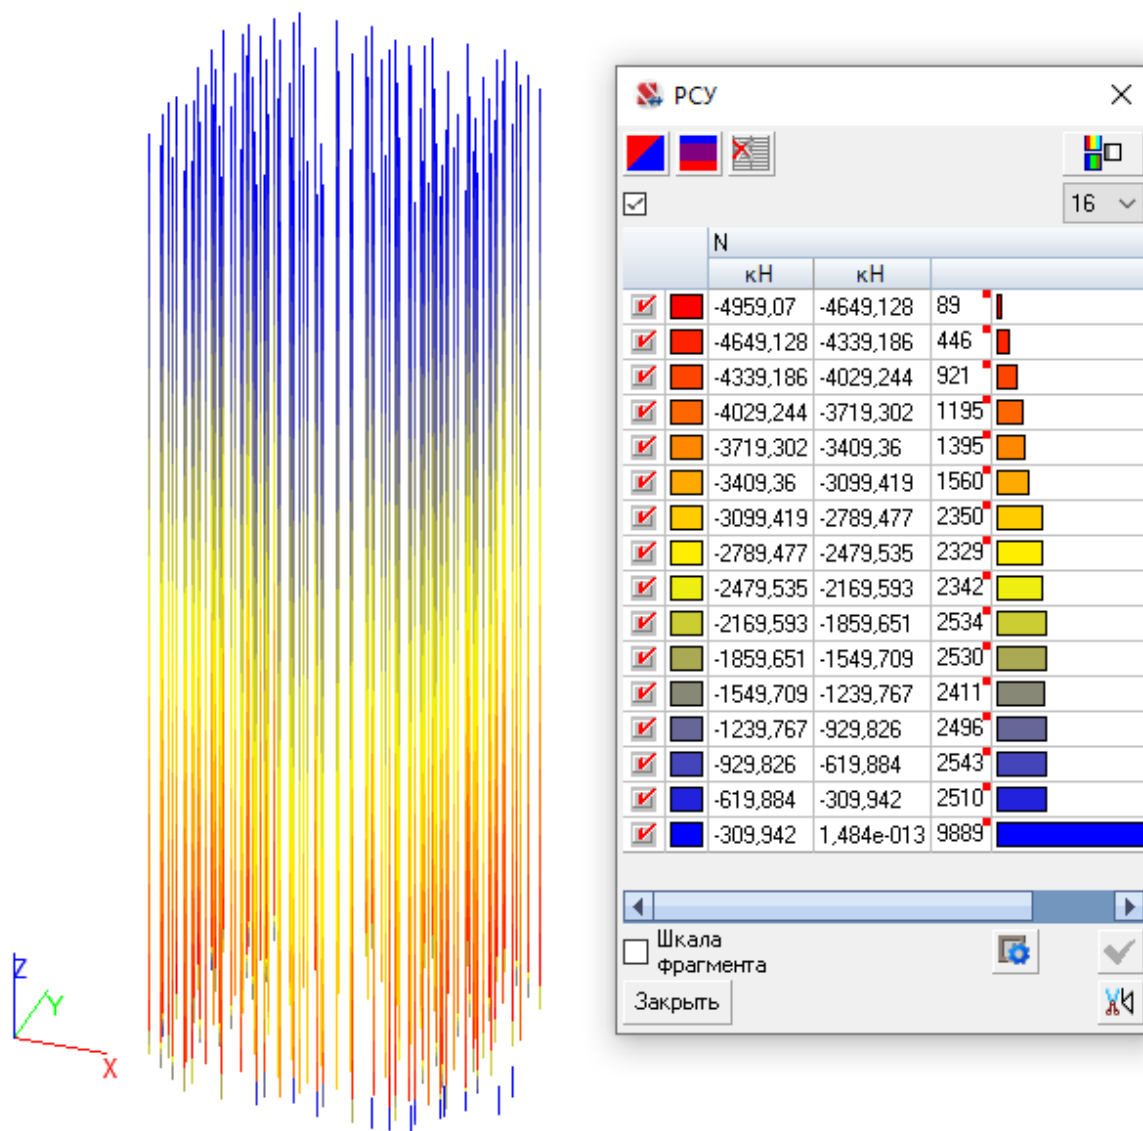 РСУ
16
N
кН кН
-4959,07 -4649,128 89
-4649,128 -4339,186 446
-4339,186 -4029,244 921
-4029,244 -3719,302 1195
-3719,302 -3409,36 1395
-3409,36 -3099,419 1560
-3099,419 -2789,477 2350
-2789,477 -2479,535 2329
-2479,535 -2169,593 2342
-2169,593 -1859,651 2534
-1859,651 -1549,709 2530
-1549,709 -1239,767 2411
-1239,767 -929,826 2496
-929,826 -619,884 2543
-619,884 -309,942 2510
-309,942 1,484e-013 9889
Шкала
фрагмента
Закрыть
Z
Y
X